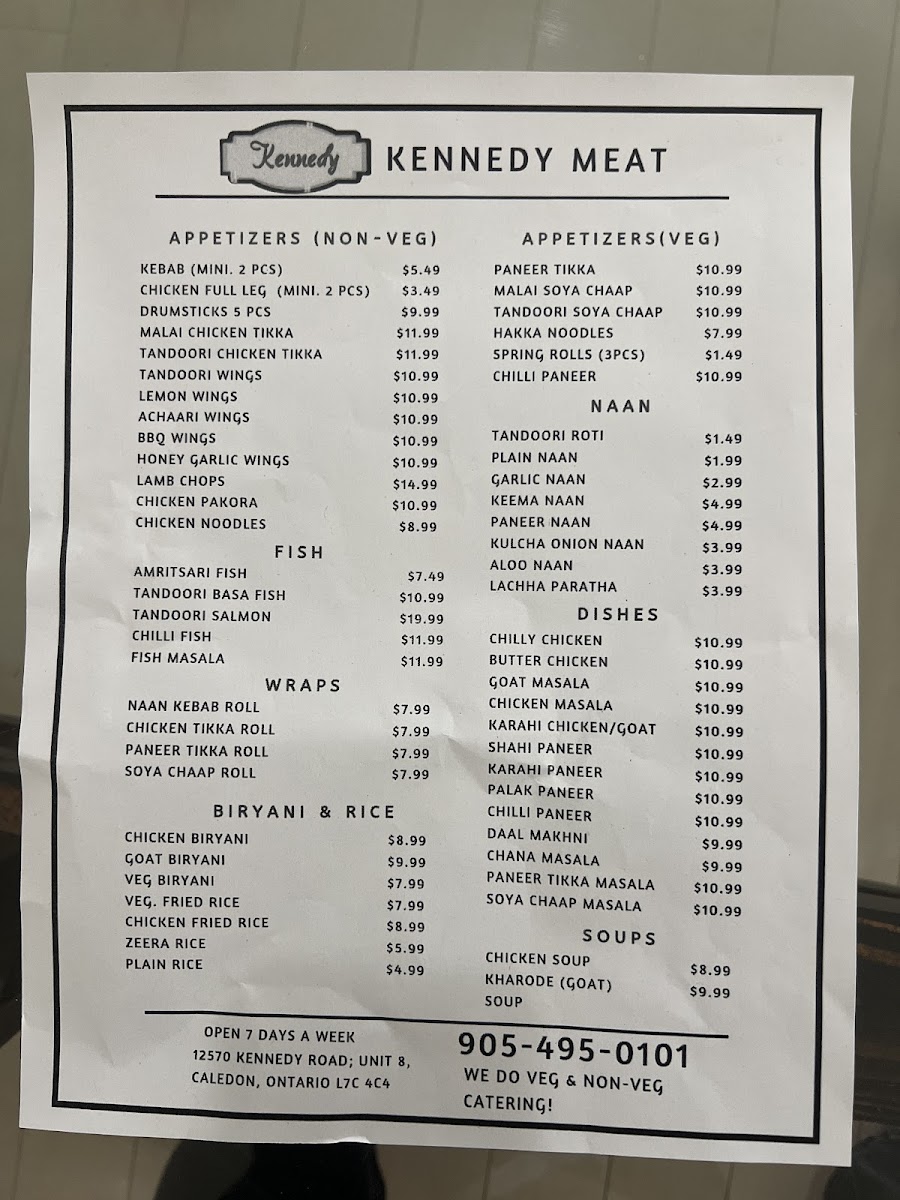 Kennedy KENNEDY MEAT
APPETIZERS (NON-VEG)
KEBAB (MINI. 2 PCS) $5.49
CHICKEN FULL LEG (MINI. 2 PCS) $3.49
DRUMSTICKS 5 PCS $9.99
MALAI CHICKEN TIKKA $11.99
TANDOORI CHICKEN TIKKA $11.99
TANDOORI WINGS $10.99
LEMON WINGS $10.99
ACHAARI WINGS $10.99
BBQ WINGS $10.99
HONEY GARLIC WINGS $10.99
LAMB CHOPS $14.99
CHICKEN PAKORA $10.99
CHICKEN NOODLES $8.99
FISH
AMRITSARI FISH $7.49
TANDOORI BASA FISH $10.99
TANDOORI SALMON $19.99
CHILLI FISH $11.99
FISH MASALA $11.99
WRAPS
NAAN KEBAB ROLL $7.99
CHICKEN TIKKA ROLL $7.99
PANEER TIKKA ROLL $7.99
SOYA CHAAP ROLL $7.99
BIRYANI & RICE
CHICKEN BIRYANI $8.99
GOAT BIRYANI $9.99
VEG BIRYANI $7.99
VEG. FRIED RICE $7.99
CHICKEN FRIED RICE $8.99
ZEERA RICE $5.99
PLAIN RICE $4.99
APPETIZERS(VEG)
PANEER TIKKA $10.99
MALAI SOYA CHAAP $10.99
TANDOORI SOYA CHAAP $10.99
HAKKA NOODLES $7.99
SPRING ROLLS (3PCS) $1.49
CHILLI PANEER $10.99
NAAN
TANDOORI ROTI $1.49
PLAIN NAAN $1.99
GARLIC NAAN $2.99
KEEMA NAAN $4.99
PANEER NAAN $4.99
KULCHA ONION NAAN $3.99
ALOO NAAN $3.99
LACHHA PARATHA $3.99
DISHES
CHILLY CHICKEN $10.99
BUTTER CHICKEN $10.99
GOAT MASALA $10.99
CHICKEN MASALA $10.99
KARAHI CHICKEN/GOAT $10.99
SHAHI PANEER $10.99
KARAHI PANEER $10.99
PALAK PANEER $10.99
CHILLI PANEER $10.99
DAAL MAKHNI $9.99
CHANA MASALA $9.99
PANEER TIKKA MASALA $10.99
SOYA CHAAP MASALA $10.99
SOUPS
CHICKEN SOUP $8.99
KHARODE (GOAT) $9.99
SOUP
OPEN 7 DAYS A WEEK
12570 KENNEDY ROAD; UNIT 8,
CALEDON, ONTARIO L7C 4C4
905-495-0101
WE DO VEG & NON-VEG
CATERING!